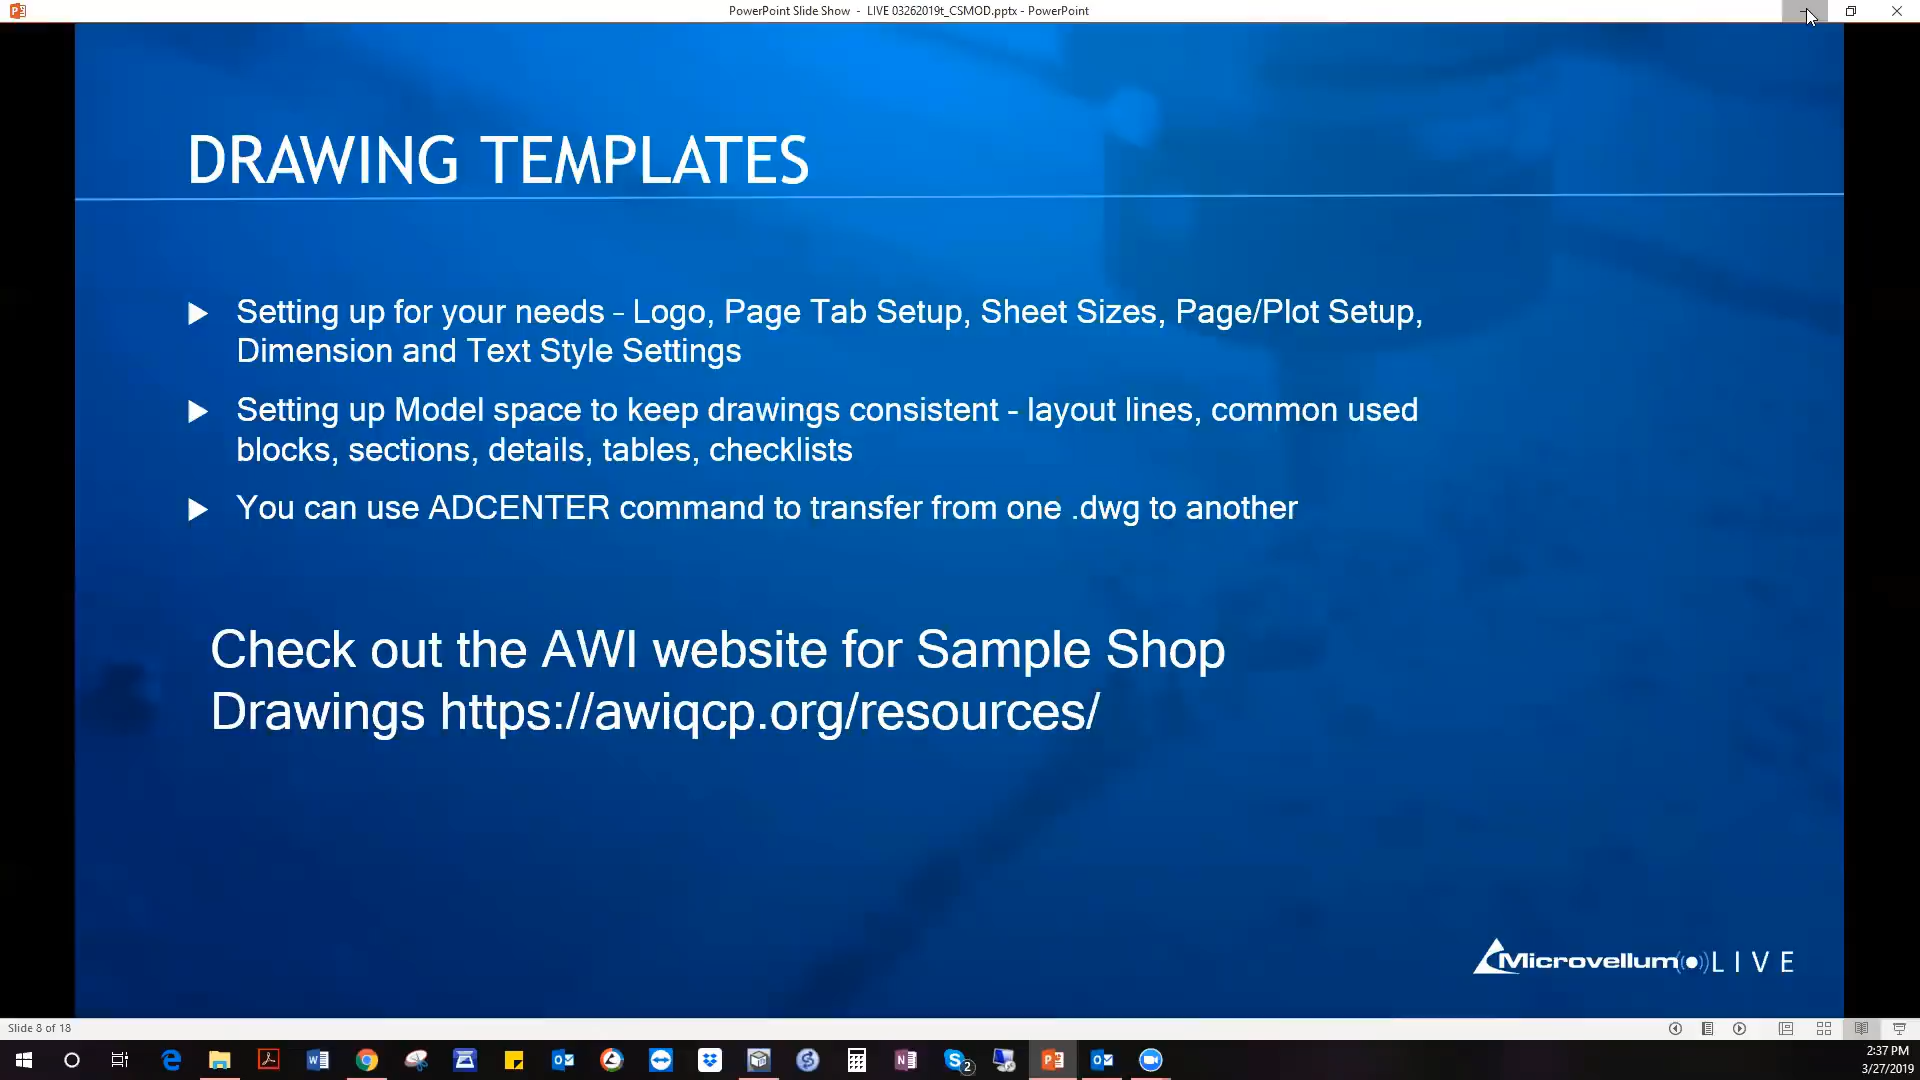 PowerPoint Slide Show - LIVE 03262019t_CSMOD.pptx - PowerPoint
DRAWING TEMPLATES
Setting up for your needs – Logo, Page Tab Setup, Sheet Sizes, Page/Plot Setup,
Dimension and Text Style Settings
Setting up Model space to keep drawings consistent - layout lines, common used
blocks, sections, details, tables, checklists
You can use ADCENTER command to transfer from one .dwg to another
Check out the AWI website for Sample Shop
Drawings https://awiqcp.org/resources/
Microvellum LIVE
Slide 8 of 18
2
2:37 PM
3/27/2019